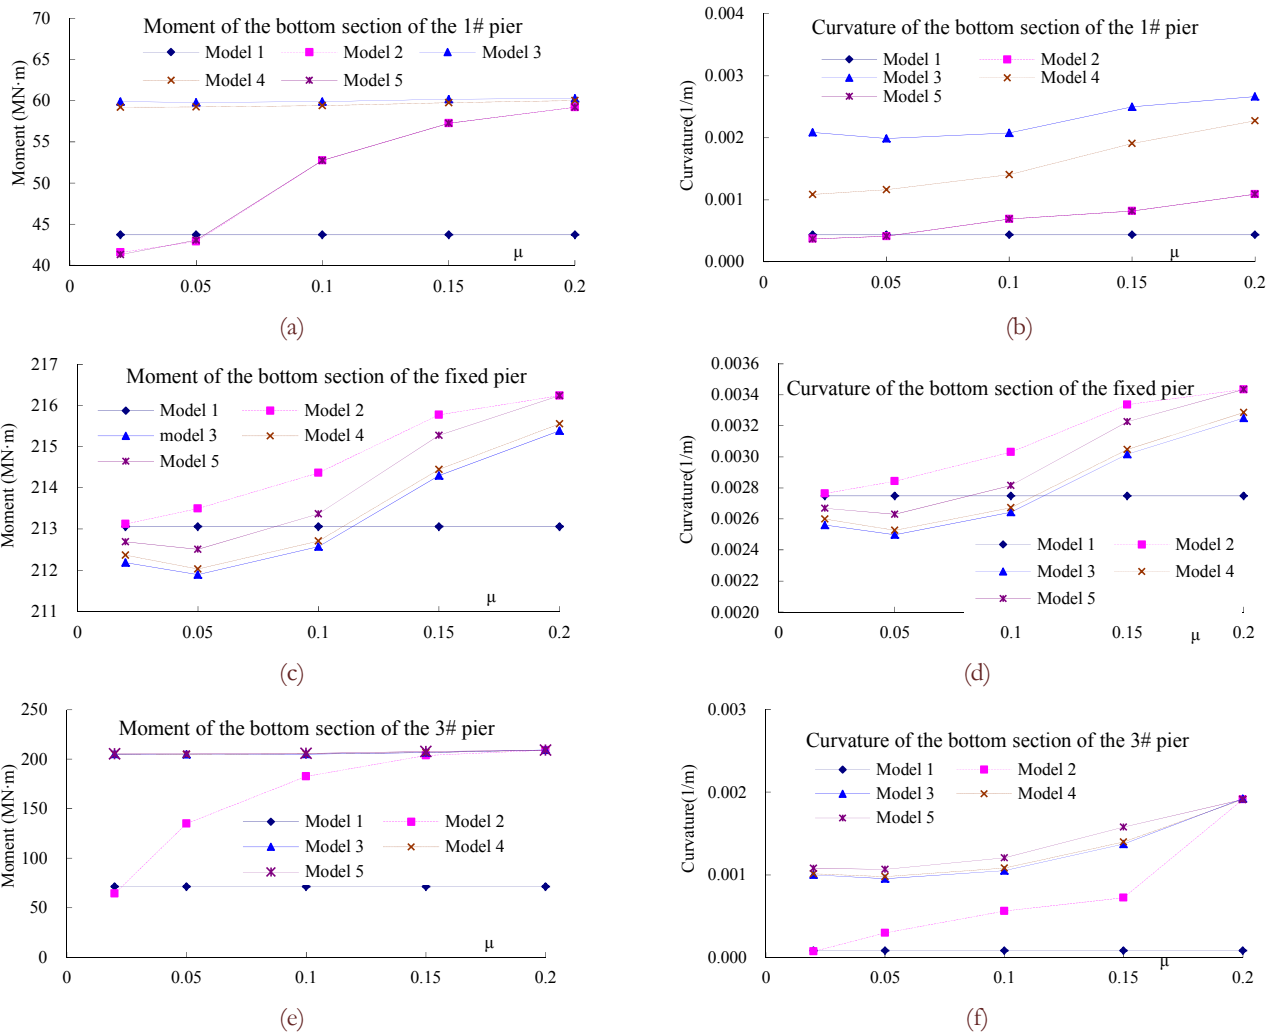 Moment of the bottom section of the 1# pier
Model 1 Model 2 Model 3
Model 4 Model 5
Moment (MN·m)
70
65
60
55
50
45
40
0 0.05 0.1 0.15 0.2
μ
(a)
Curvature of the bottom section of the 1# pier
Model 1 Model 2
Model 3 Model 4
Model 5
Curvature(1/m)
0.004
0.003
0.002
0.001
0.000
μ
0 0.05 0.1 0.15 0.2
(b)
Moment of the bottom section of the fixed pier
Model 1 Model 2
model 3 Model 4
Model 5
Moment (MN·m)
217
216
215
214
213
212
211
μ
0 0.05 0.1 0.15 0.2
(c)
Curvature of the bottom section of the fixed pier
Curvature(1/m)
0.0036
0.0034
0.0032
0.0030
0.0028
0.0026
0.0024
0.0022
0.0020
Model 1 Model 2
Model 3 Model 4
Model 5
0 0.05 0.1 0.15 μ 0.2
(d)
Moment of the bottom section of the 3# pier
Moment (MN·m)
250
200
150
100
50
0
Model 1 Model 2
Model 3 Model 4
Model 5
μ
0 0.05 0.1 0.15 0.2
(e)
Curvature of the bottom section of the 3# pier
Model 1 Model 2
Model 3 Model 4
Model 5
Curvature(1/m)
0.003
0.002
0.001
0.000
μ
0 0.05 0.1 0.15 0.2
(f)